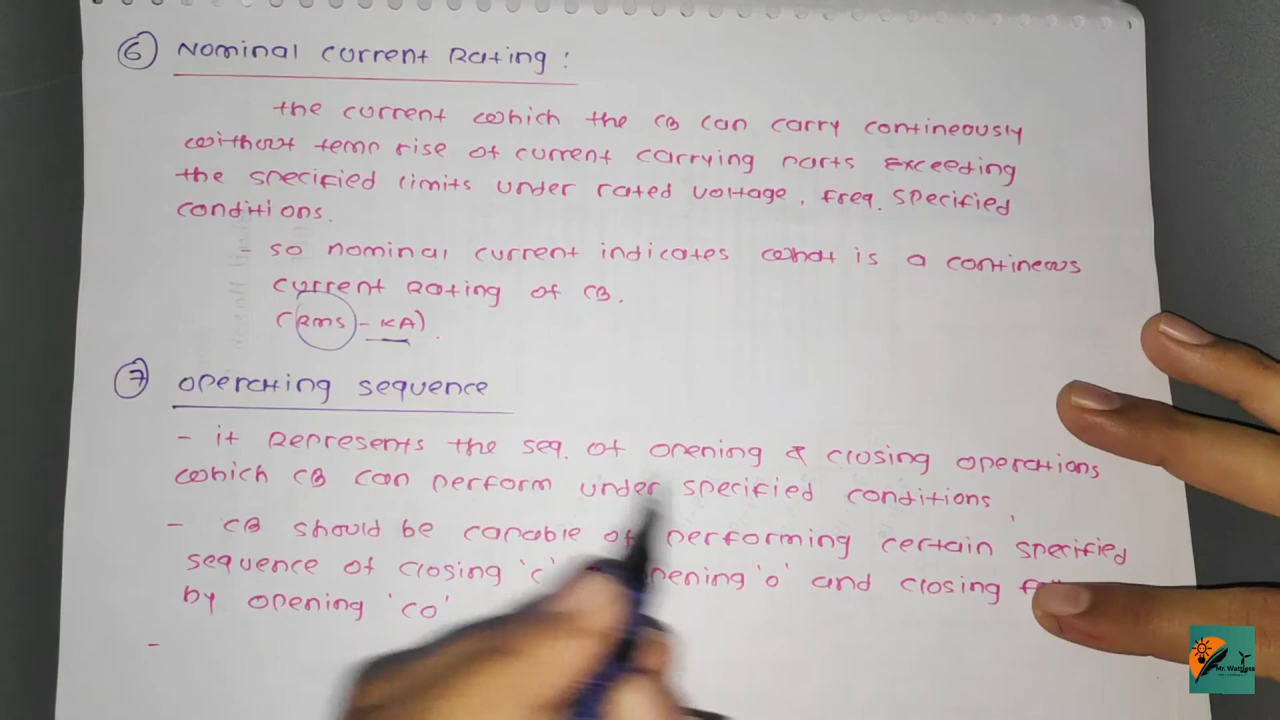 6 Nominal current Rating :
the current which the CB can carry contineously
without temp rise of current carrying parts exceeding
the specified limits under rated voltage, freq. specified
conditions.
- so nominal current indicates what is a contineous
current Rating of CB.
(RMS - KA).
7 operating sequence
- it Represents the seq. of opening & closing operations
which CB can perform under specified conditions
- CB should be capable of performing certain specified
sequence of closing 'c' 'o' and closing
by opening 'co'
-
Mr. Wattless